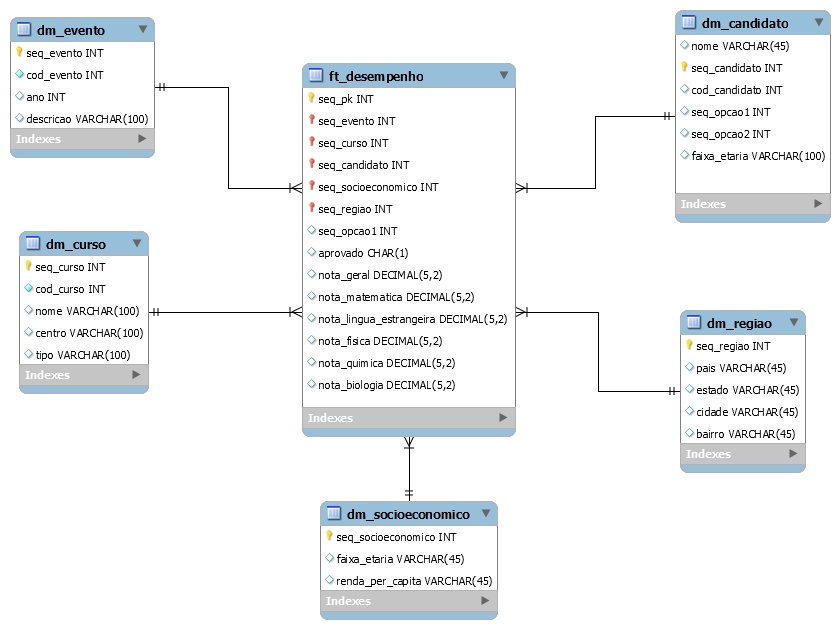 dm_evento
seq_evento INT
cod_evento INT
ano INT
descricao VARCHAR(100)
Indexes
dm_curso
seq_curso INT
cod_curso INT
nome VARCHAR(100)
centro VARCHAR(100)
tipo VARCHAR(100)
Indexes
ft_desempenho
seq_pk INT
seq_evento INT
seq_curso INT
seq_candidato INT
seq_socioeconomico INT
seq_regiao INT
seq_opcao1 INT
aprovado CHAR(1)
nota_geral DECIMAL(5,2)
nota_matematica DECIMAL(5,2)
nota_lingua_estrangeira DECIMAL(5,2)
nota_fisica DECIMAL(5,2)
nota_quimica DECIMAL(5,2)
nota_biologia DECIMAL(5,2)
Indexes
dm_socioeconomico
seq_socioeconomico INT
faixa_etaria VARCHAR(45)
renda_per_capita VARCHAR(45)
Indexes
dm_candidato
nome VARCHAR(45)
seq_candidato INT
cod_candidato INT
seq_opcao1 INT
seq_opcao2 INT
faixa_etaria VARCHAR(100)
Indexes
dm_regiao
seq_regiao INT
pais VARCHAR(45)
estado VARCHAR(45)
cidade VARCHAR(45)
bairro VARCHAR(45)
Indexes